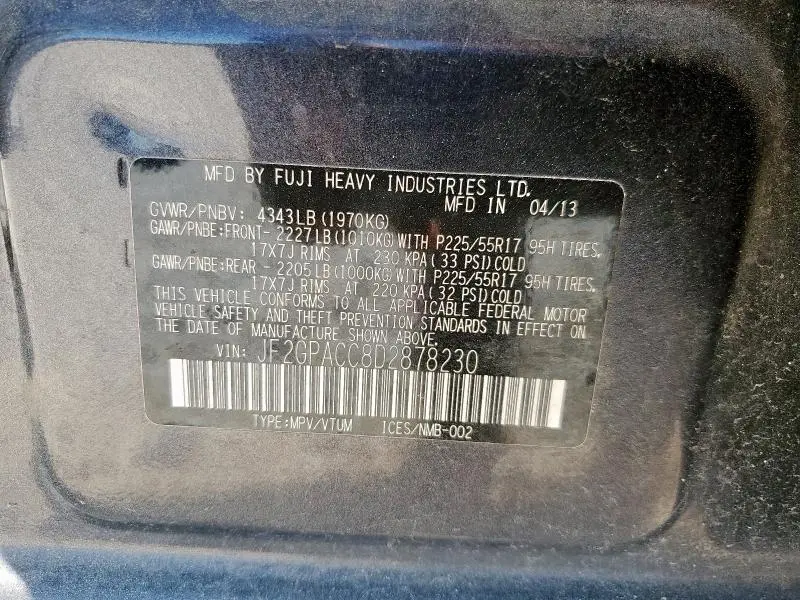 MFD BY FUJI HEAVY INDUSTRIES LTD.
MFD IN 04/13
GVWR/PNBV: 4343LB(1970KG)
GAWR/PNBE:FRONT- 2227LB(1010KG)WITH P225/55R17 95H TIRES,
17X7J RIMS AT 230 KPA(33 PSI)COLD
GAWR/PNBE:REAR - 2205LB(1000KG)WITH P225/55R17 95H TIRES,
17X7J RIMS AT 220 KPA(32 PSI)COLD
THIS VEHICLE CONFORMS TO ALL APPLICABLE FEDERAL MOTOR
VEHICLE SAFETY AND THEFT PREVENTION STANDARDS IN EFFECT ON
THE DATE OF MANUFACTURE SHOWN ABOVE.
VIN: JF2GPACC8D2878230
TYPE:MPV/VTUM ICES/NMB-002